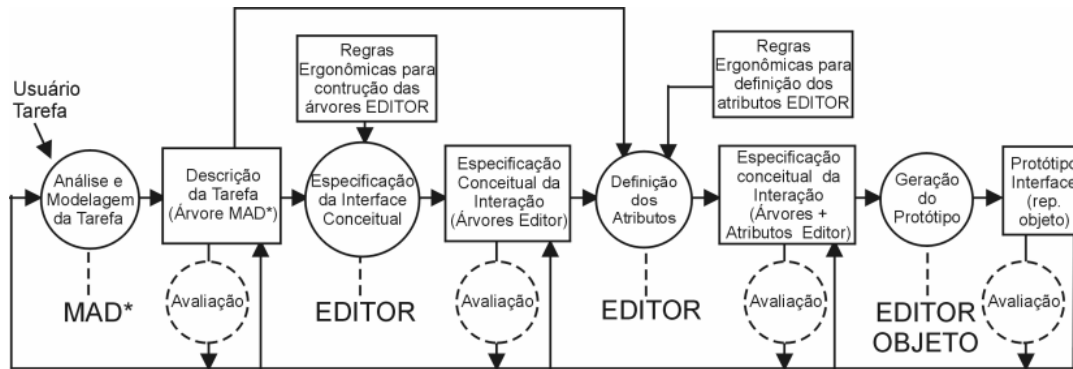 Regras
Ergonômicas para
contrução das
árvores EDITOR
Regras
Ergonômicas para
definição dos
atributos EDITOR
Usuário
Tarefa
Análise e
Modelagem
da Tarefa
Descrição
da Tarefa
(Árvore MAD*)
Especificação
da Interface
Conceitual
Especificação
Conceitual da
Interação
(Árvores Editor)
Definição
dos
Atributos
Especificação
conceitual da
Interação
(Árvores +
Atributos Editor)
Geração
do
Protótipo
Protótipo
Interface
(rep.
objeto)
MAD*
Avaliação
EDITOR
Avaliação
EDITOR
Avaliação
EDITOR
OBJETO
Avaliação